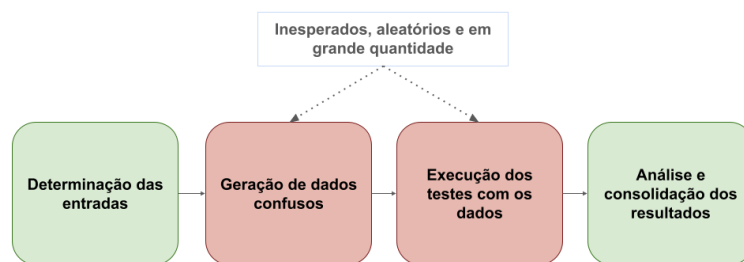 Inesperados, aleatórios e em
grande quantidade
Determinação das
entradas
Geração de dados
confusos
Execução dos
testes com os
dados
Análise e
consolidação dos
resultados